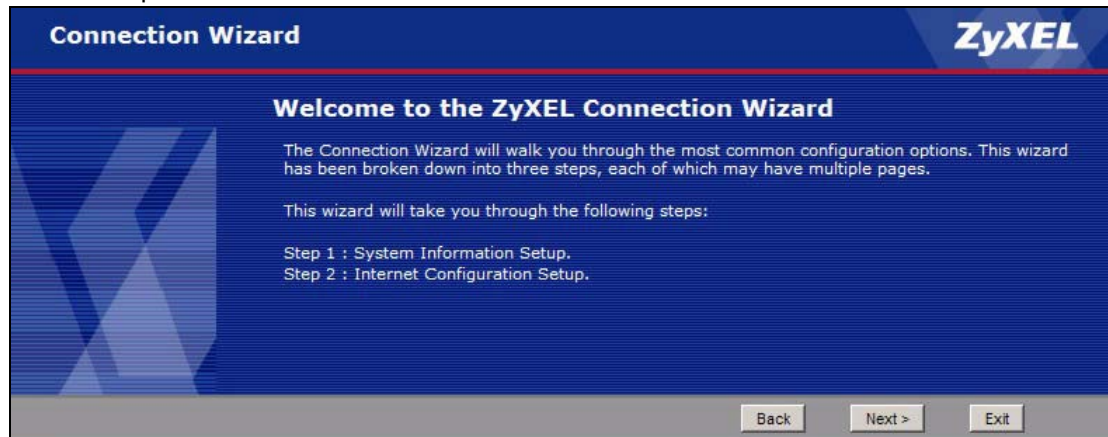 Connection Wizard
ZyXEL
Welcome to the ZyXEL Connection Wizard
The Connection Wizard will walk you through the most common configuration options. This wizard
has been broken down into three steps, each of which may have multiple pages.
This wizard will take you through the following steps:
Step 1 : System Information Setup.
Step 2 : Internet Configuration Setup.
Back
Next >
Exit